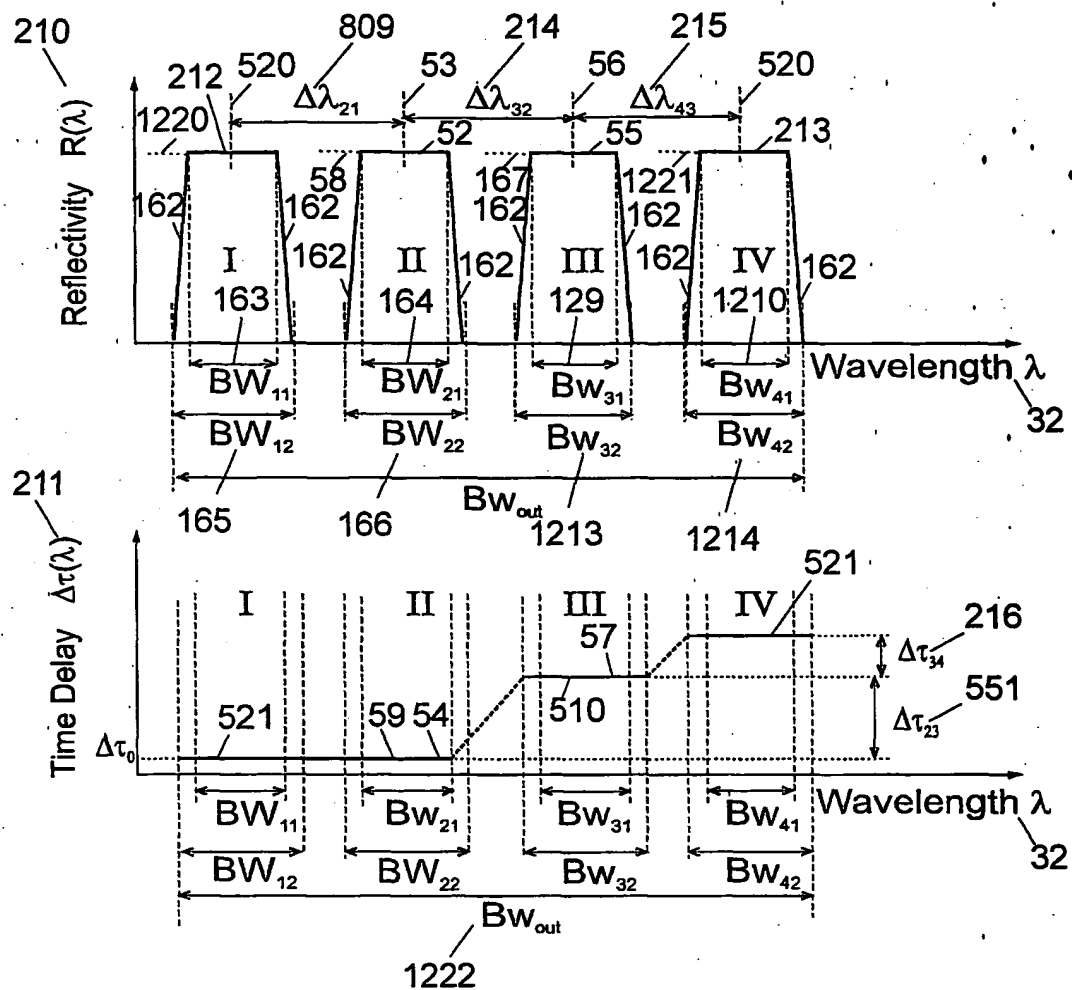 210
809
214
215
520
53
56
520
212
Δλ₂₁
Δλ₃₂
Δλ₄₃
1220
52
55
213
58
167
1221
Reflectivity R(λ)
162
162
162
162
162
162
162
162
I
II
III
IV
163
164
129
1210
BW₁₁
BW₂₁
Bw₃₁
Bw₄₁
Wavelength λ
32
BW₁₂
BW₂₂
Bw₃₂
Bw₄₂
Bw_out
165
166
1213
1214
211
Time Delay Δτ(λ)
I
II
III
IV
521
57
Δτ₃₄
216
510
Δτ₂₃
551
521
59
54
Δτ₀
BW₁₁
Bw₂₁
Bw₃₁
Bw₄₁
Wavelength λ
32
BW₁₂
BW₂₂
Bw₃₂
Bw₄₂
Bw_out
1222